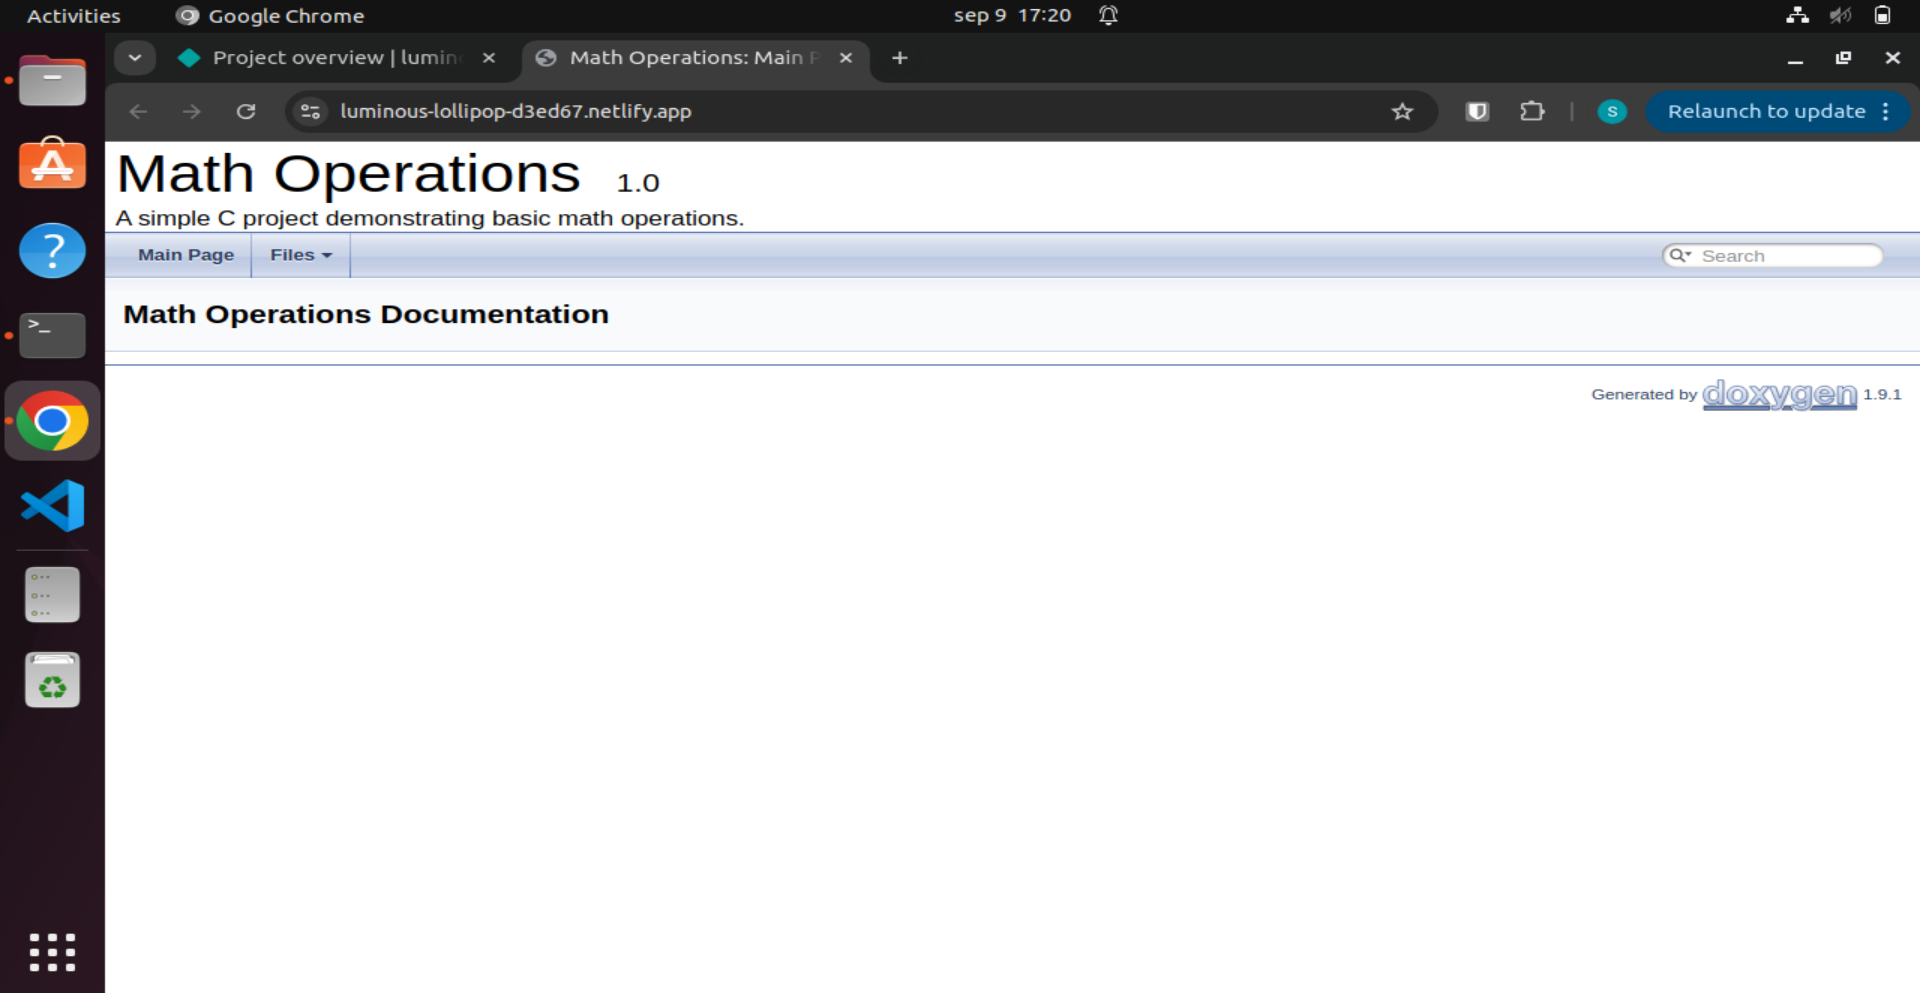 Activities Google Chrome sep 9 17:20
Project overview | lumin Math Operations: Main P
luminous-lollipop-d3ed67.netlify.app S Relaunch to update
Math Operations 1.0
A simple C project demonstrating basic math operations.
Main Page Files Search
Math Operations Documentation
Generated by doxygen 1.9.1